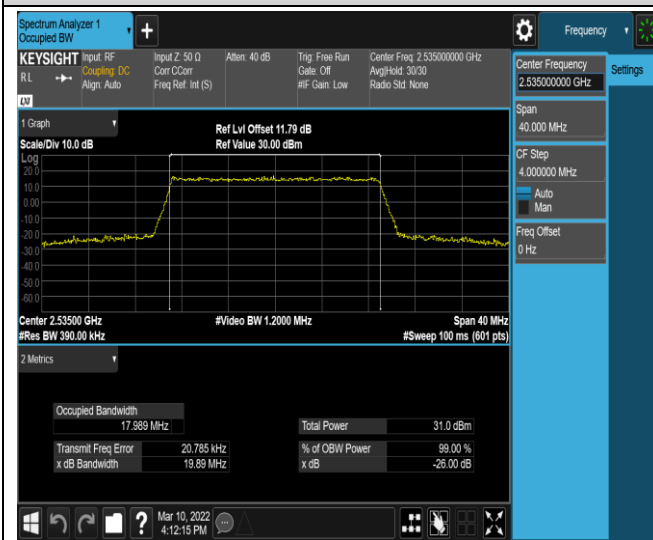 Spectrum Analyzer 1
Occupied BW
Frequency
KEYSIGHT
RL
LXI
Input: RF
Coupling: DC
Align: Auto
Input Z: 50 Ω
Corr CCorr
Freq Ref: Int (S)
Atten: 40 dB
Trig: Free Run
Gate: Off
#IF Gain: Low
Center Freq: 2.535000000 GHz
Avg|Hold: 30/30
Radio Std: None
Center Frequency
2.535000000 GHz
Settings
Span
40.000 MHz
CF Step
4.000000 MHz
Auto
Man
Freq Offset
0 Hz
1 Graph
Scale/Div 10.0 dB
Ref Lvl Offset 11.79 dB
Ref Value 30.00 dBm
Log
20.0
10.0
0.00
-10.0
-20.0
-30.0
-40.0
-50.0
-60.0
Center 2.53500 GHz
#Video BW 1.2000 MHz
Span 40 MHz
#Res BW 390.00 kHz
#Sweep 100 ms (601 pts)
2 Metrics
Occupied Bandwidth
17.989 MHz
Total Power 31.0 dBm
Transmit Freq Error 20.785 kHz
% of OBW Power 99.00 %
x dB Bandwidth 19.89 MHz
x dB -26.00 dB
?
Mar 10, 2022
4:12:15 PM